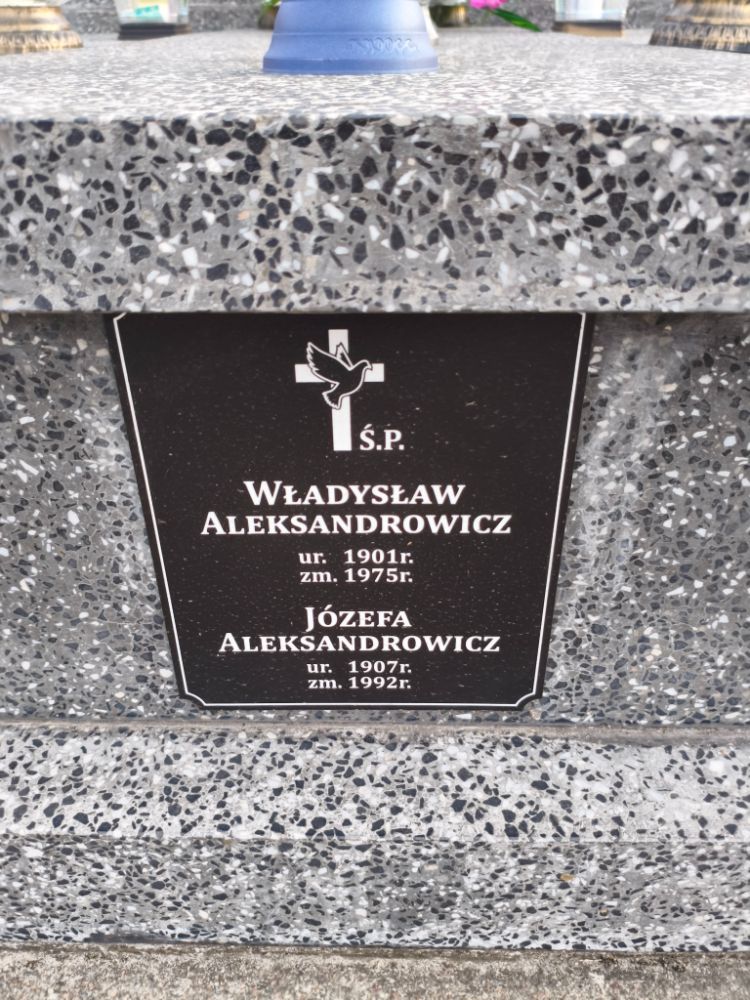 Ś.P.
WŁADYSŁAW
ALEKSANDROWICZ
ur. 1901r.
zm. 1975r.
JÓZEFA
ALEKSANDROWICZ
ur. 1907r.
zm. 1992r.